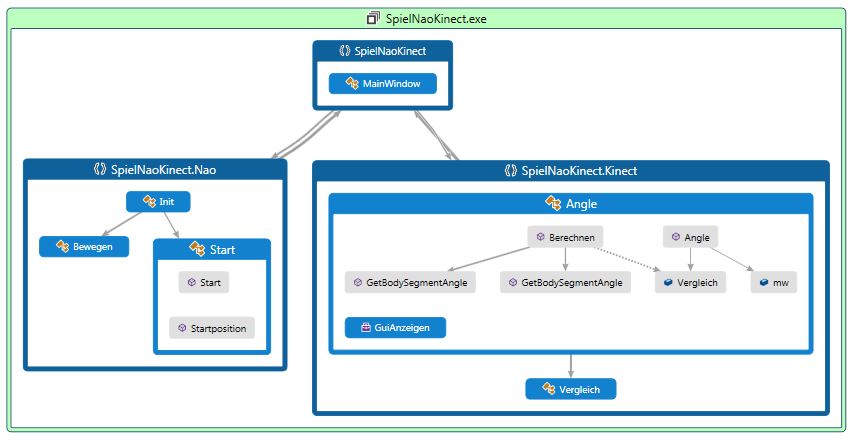 SpielNaoKinect.exe
SpielNaoKinect
MainWindow
SpielNaoKinect.Nao
Init
Bewegen
Start
Start
Startposition
SpielNaoKinect.Kinect
Angle
Berechnen
Angle
GetBodySegmentAngle
GetBodySegmentAngle
Vergleich
mw
GuiAnzeigen
Vergleich